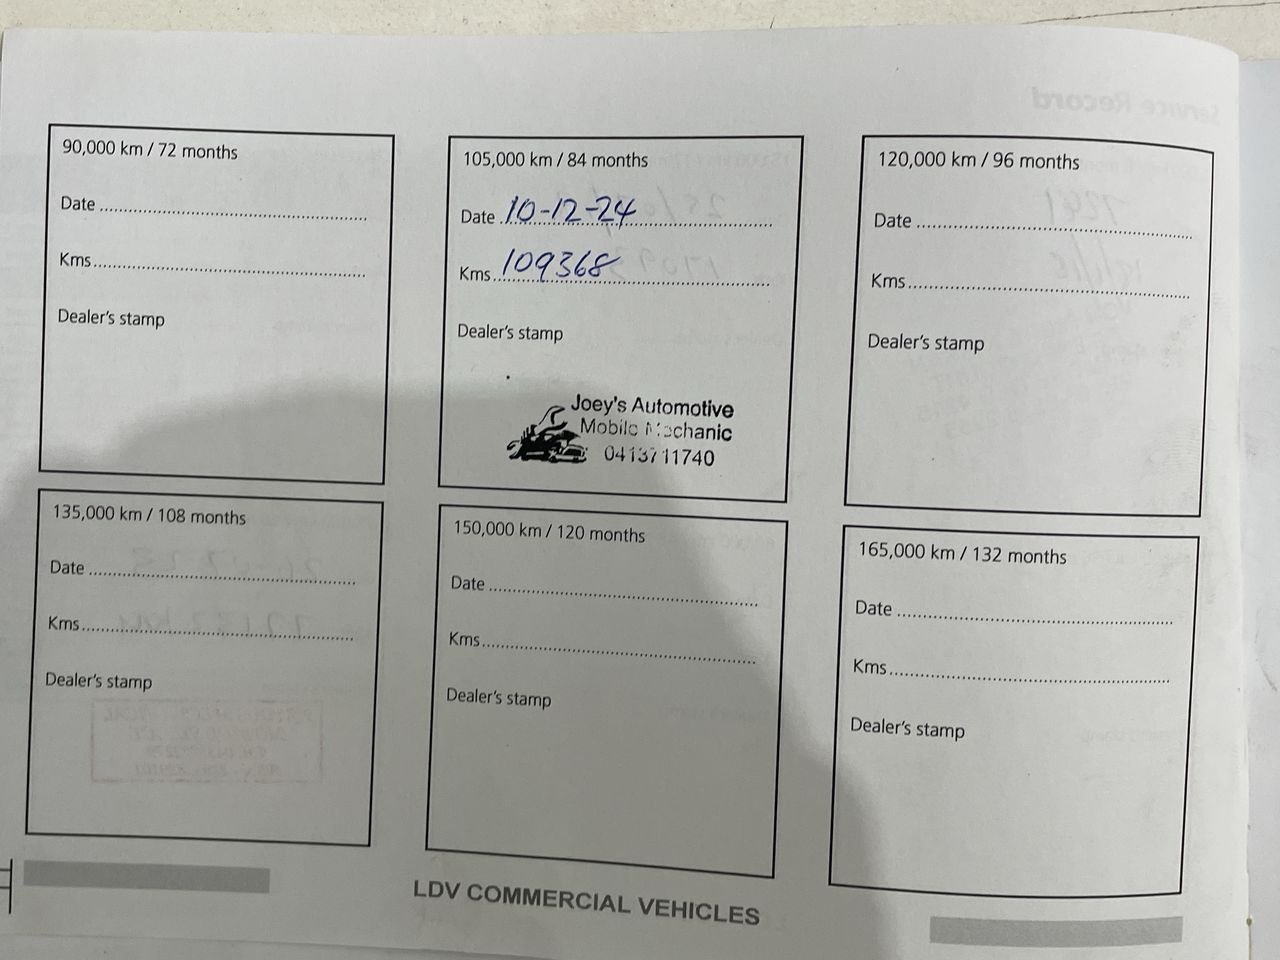 90,000 km / 72 months
Date
Kms
Dealer's stamp
105,000 km / 84 months
Date 10-12-24
Kms 109368
Dealer's stamp
Joey's Automotive
Mobile Mechanic
0413711740
120,000 km / 96 months
Date
Kms
Dealer's stamp
135,000 km / 108 months
Date
Kms
Dealer's stamp
150,000 km / 120 months
Date
Kms
Dealer's stamp
165,000 km / 132 months
Date
Kms
Dealer's stamp
LDV COMMERCIAL VEHICLES
Service Record